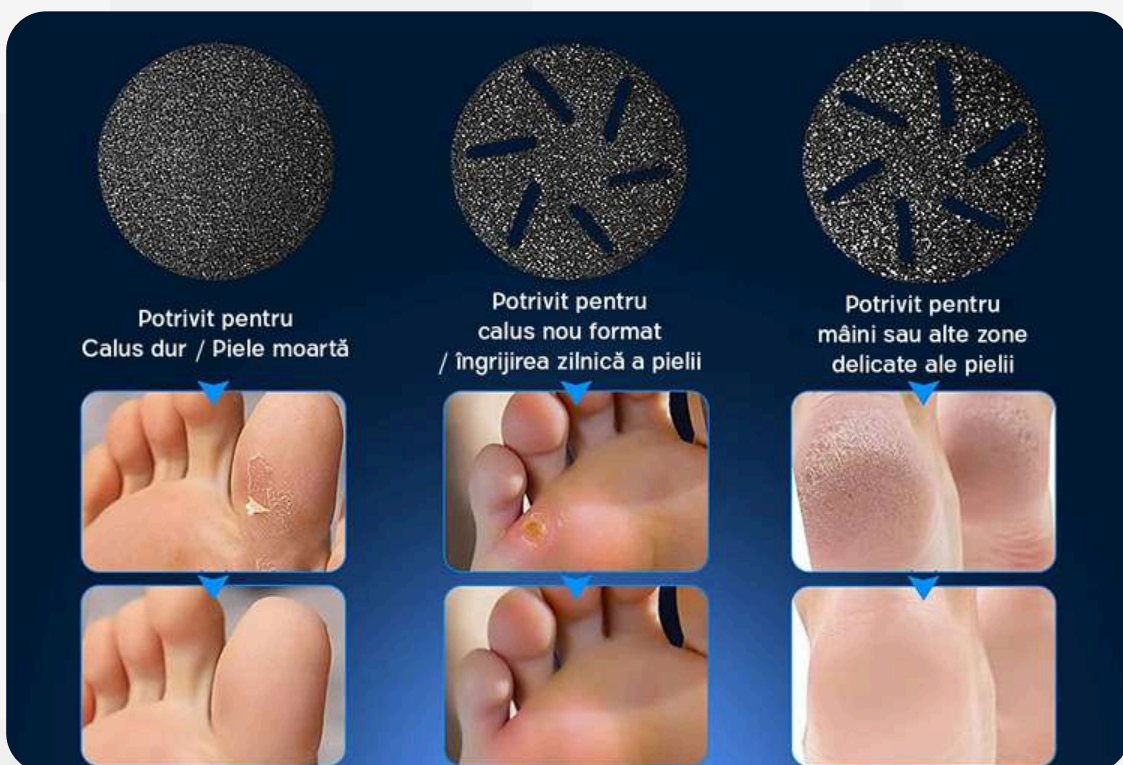 Potrivit pentru
Calus dur / Piele moartă
Potrivit pentru
calus nou format
/ îngrijirea zilnică a pielii
Potrivit pentru
mâini sau alte zone
delicate ale pielii